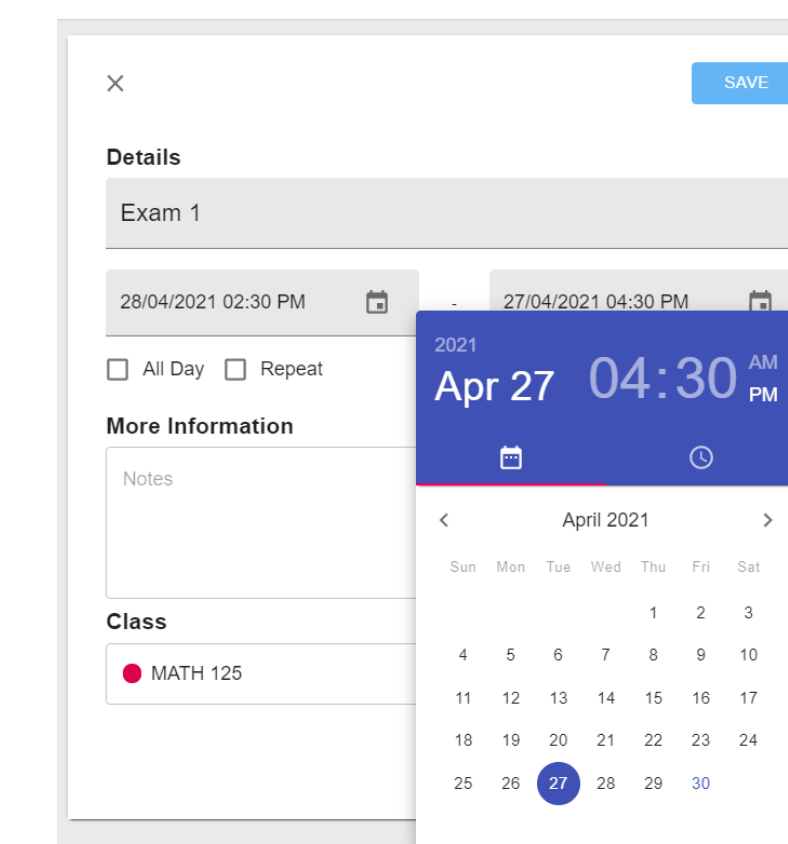 SAVE
Details
Exam 1
28/04/2021 02:30 PM - 27/04/2021 04:30 PM
All Day Repeat
More Information
Notes
Class
MATH 125
2021
Apr 27 04:30 AM PM
April 2021
Sun Mon Tue Wed Thu Fri Sat
1 2 3
4 5 6 7 8 9 10
11 12 13 14 15 16 17
18 19 20 21 22 23 24
25 26 27 28 29 30